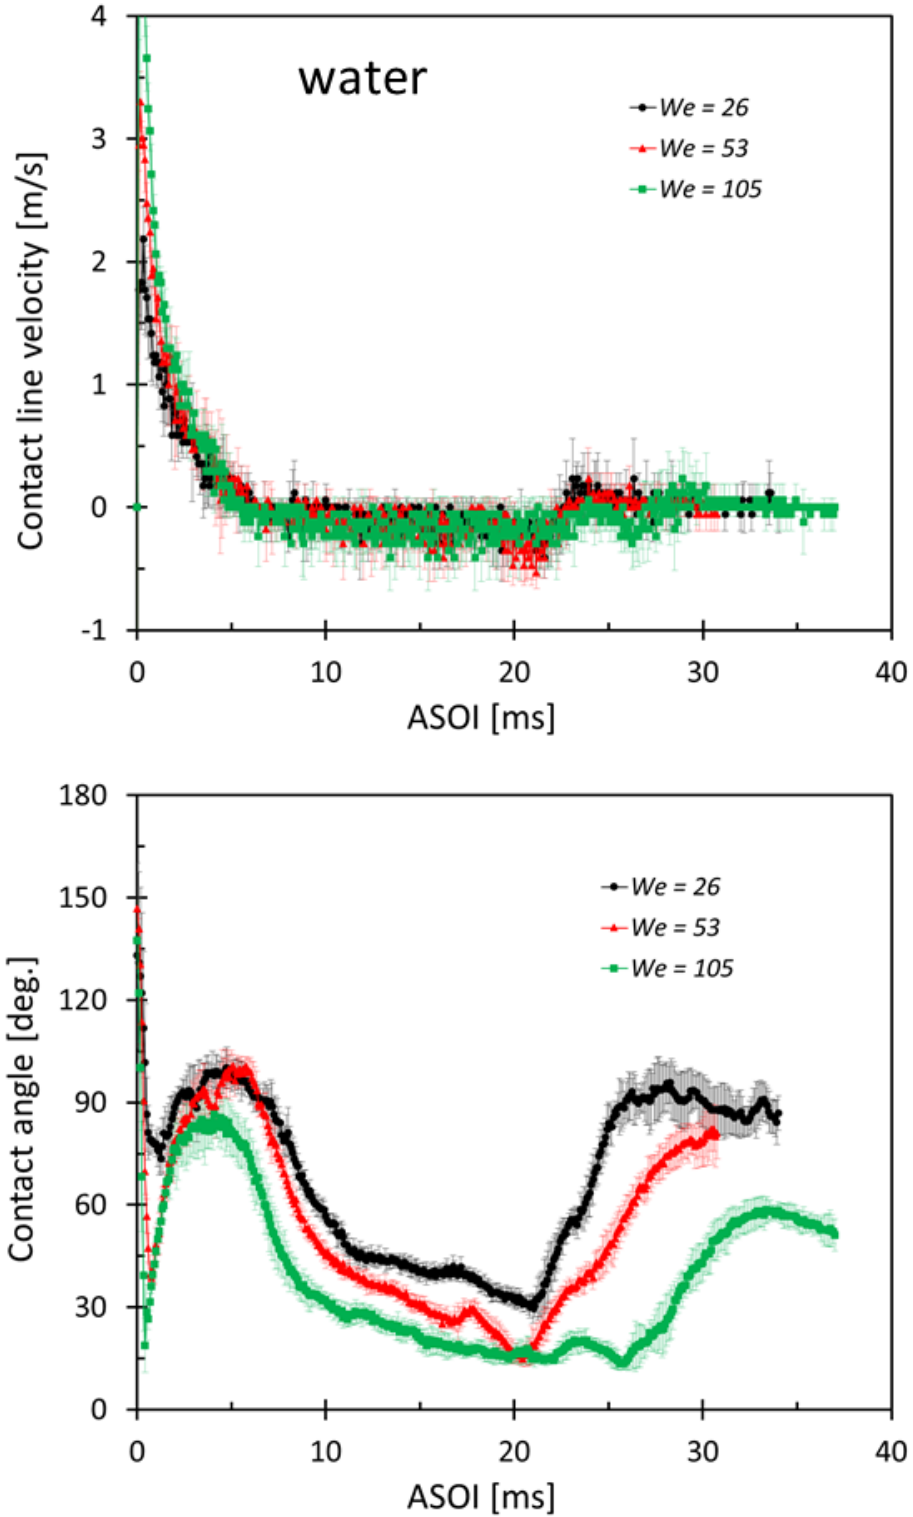 4
water
We = 26
3
We = 53
We = 105
2
1
0
-1
Contact line velocity [m/s]
0 10 20 30 40
ASOI [ms]
180
We = 26
150
We = 53
We = 105
120
90
60
30
0
Contact angle [deg.]
0 10 20 30 40
ASOI [ms]